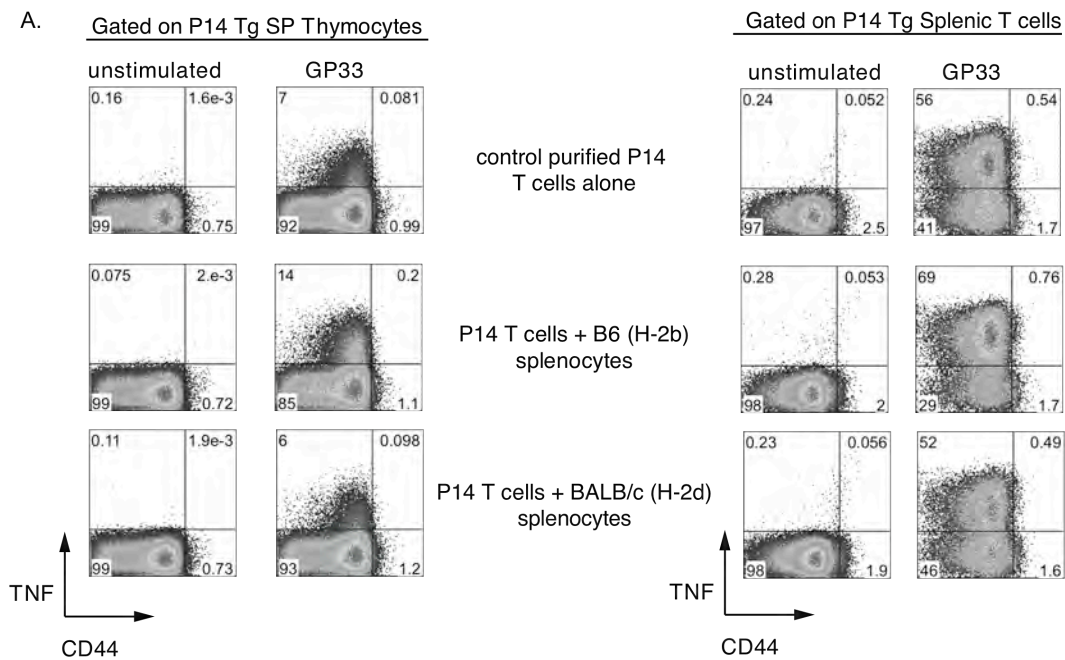 A.
Gated on P14 Tg SP Thymocytes
Gated on P14 Tg Splenic T cells
unstimulated
GP33
unstimulated
GP33
0.16
1.6e-3
99
0.75
7
0.081
92
0.99
control purified P14
T cells alone
0.24
0.052
97
2.5
56
0.54
41
1.7
0.075
2.e-3
99
0.72
14
0.2
85
1.1
P14 T cells + B6 (H-2b)
splenocytes
0.28
0.053
98
2
69
0.76
29
1.7
0.11
1.9e-3
99
0.73
6
0.098
93
1.2
P14 T cells + BALB/c (H-2d)
splenocytes
0.23
0.056
98
1.9
52
0.49
46
1.6
TNF
CD44
TNF
CD44